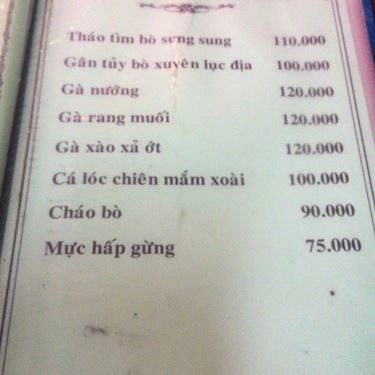 Tháo tìm bò sưng sung 110.000
Gân tủy bò xuyên lục địa 100.000
Gà nướng 120.000
Gà rang muối 120.000
Gà xào xả ớt 120.000
Cá lóc chiên mắm xoài 100.000
Cháo bò 90.000
Mực hấp gừng 75.000